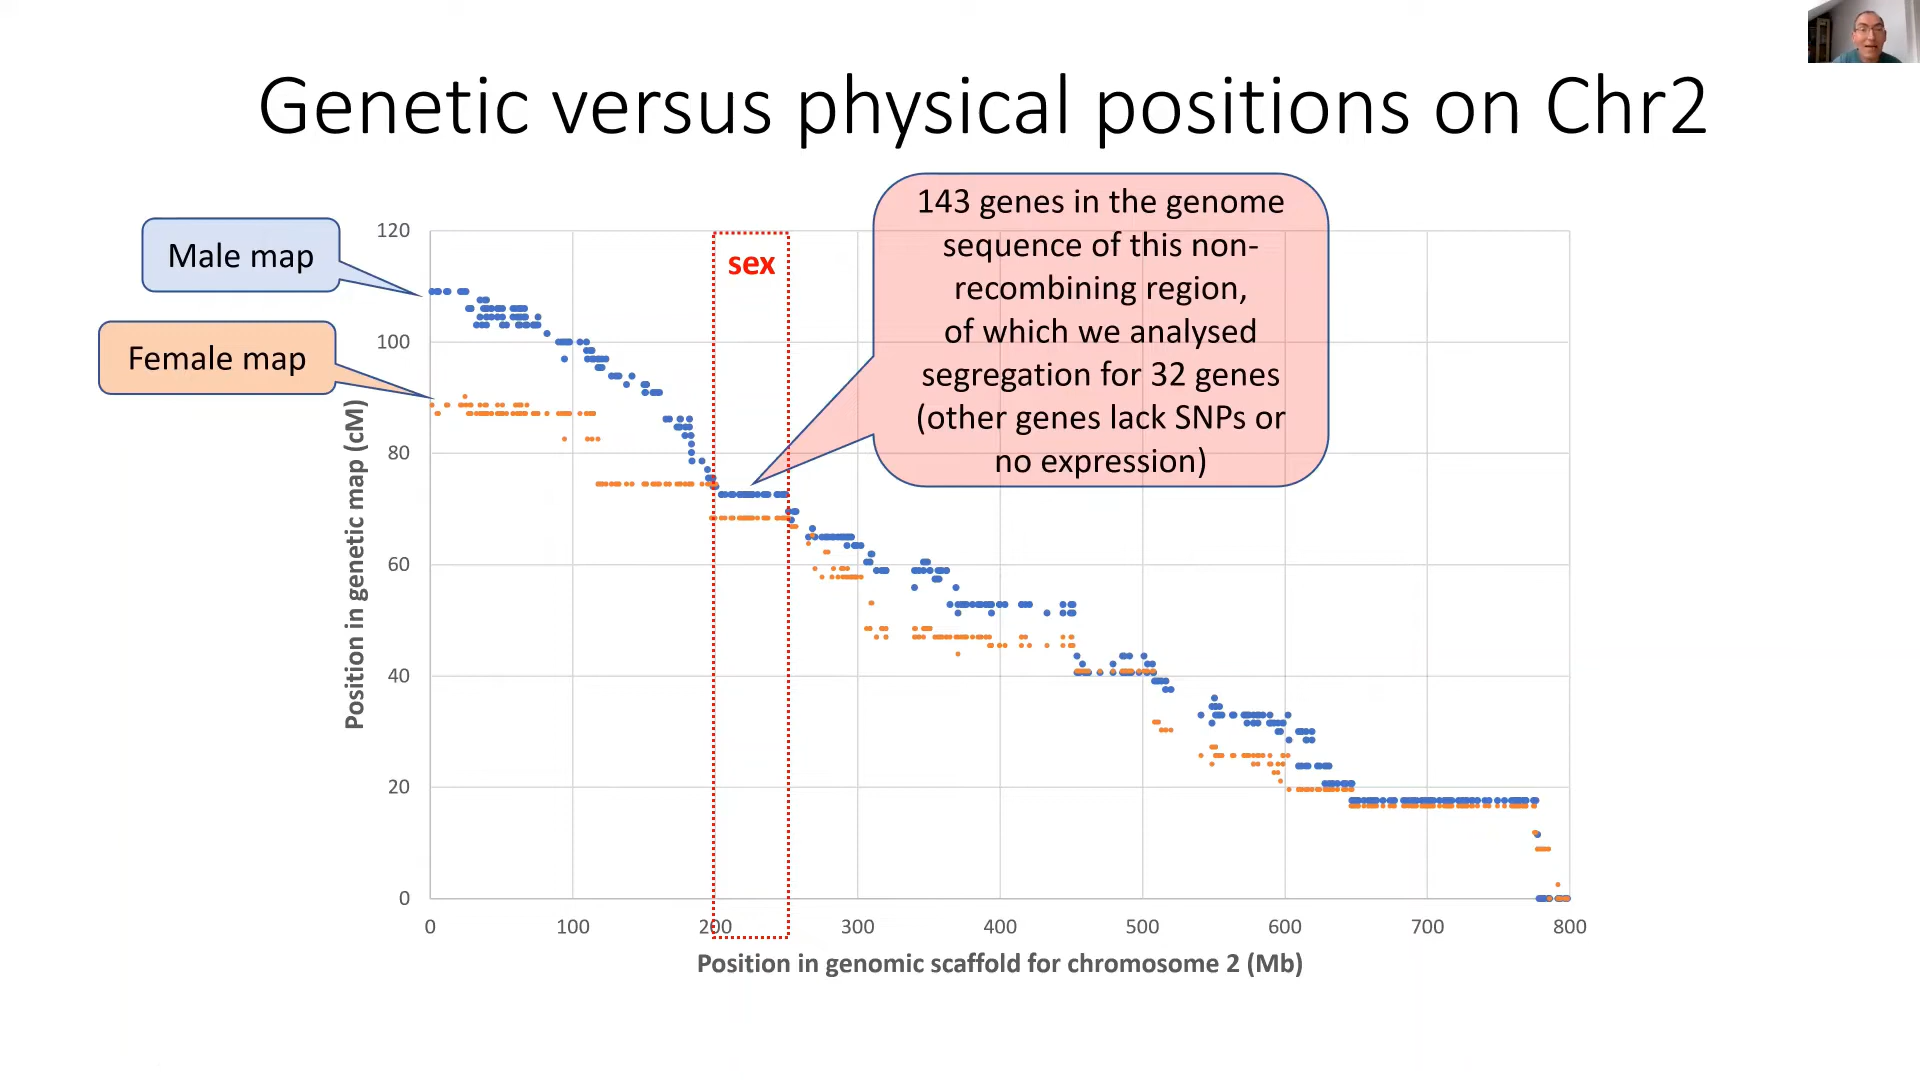 Genetic versus physical positions on Chr2
Male map
Female map
sex
143 genes in the genome
sequence of this non-
recombining region,
of which we analysed
segregation for 32 genes
(other genes lack SNPs or
no expression)
Position in genetic map (cM)
120
100
80
60
40
20
0
0 100 200 300 400 500 600 700 800
Position in genomic scaffold for chromosome 2 (Mb)